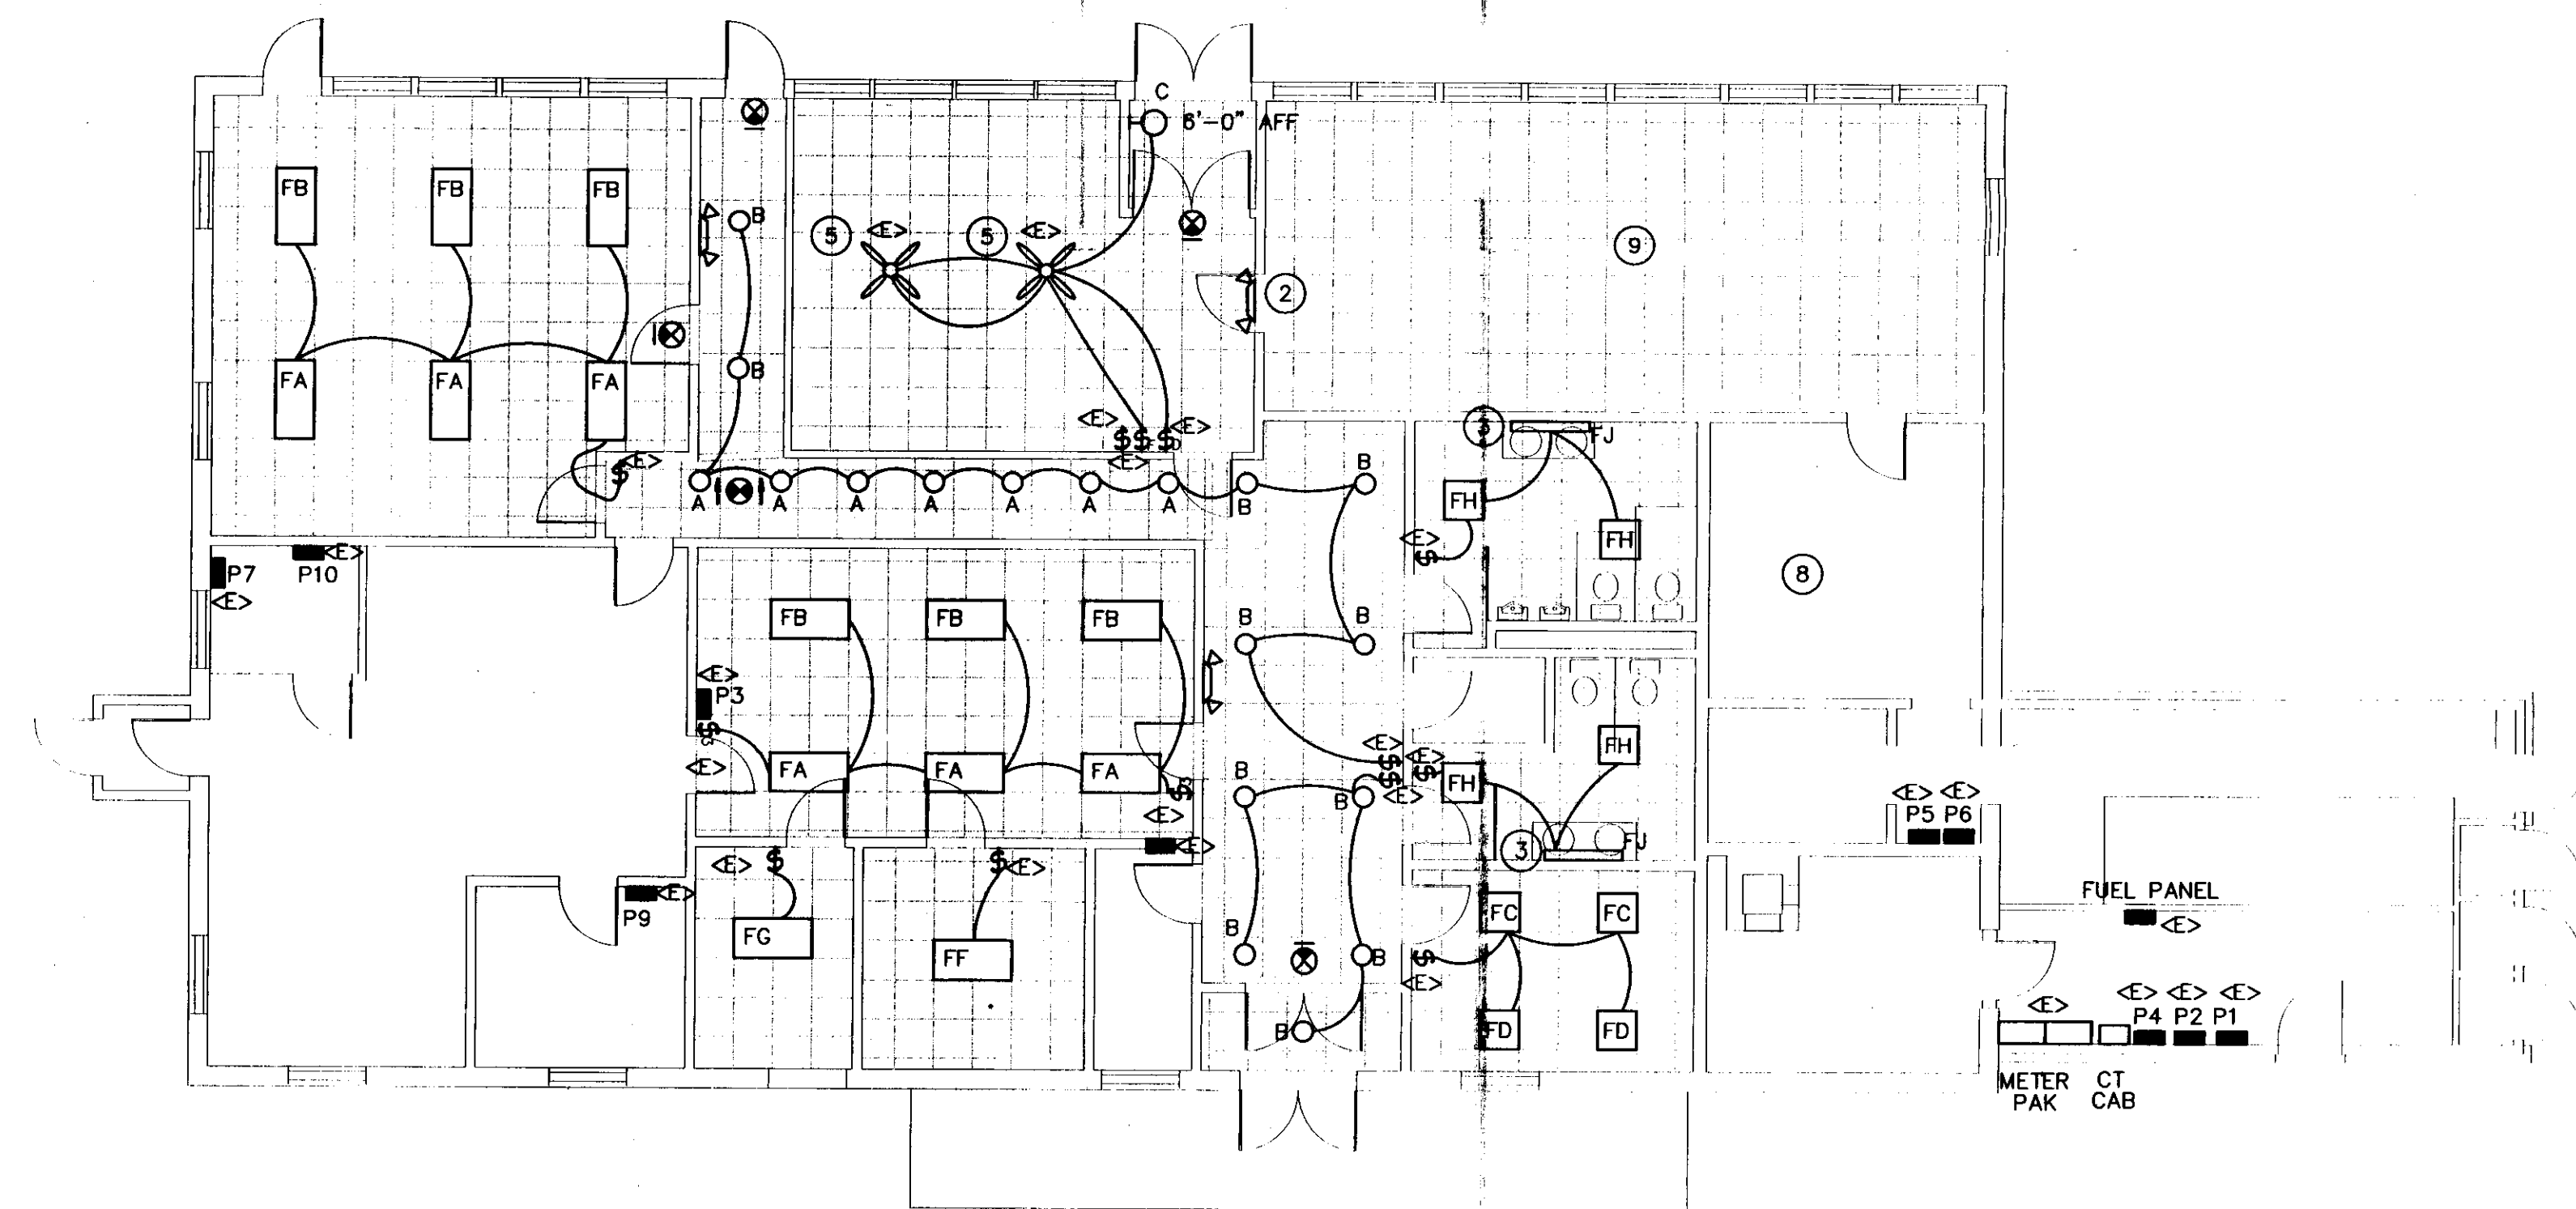 C
6'-0" AFF
FB FB FB
B
5 <E> 5 <E>
9
2
B
FA FA FA
<E> <E>
$ $ $
<E>
$ <E>
FJ
B
A A A A A A A B
FH
FH
<E> $
P7 P10 <E>
<E>
8
FB FB FB
B B
<E>
P3
$3
<E>
FA FA FA
$3
<E>
<E>
$ $
<E>
<E> $
FH
FH
B B
<E> <E>
P5 P6
3
FJ
<E>
<E> $
$ <E>
P9 <E>
FG
FF
B B
FC FC
$
<E>
FD FD
B
FUEL PANEL
<E>
<E> <E> <E> <E>
P4 P2 P1
METER PAK
CT CAB